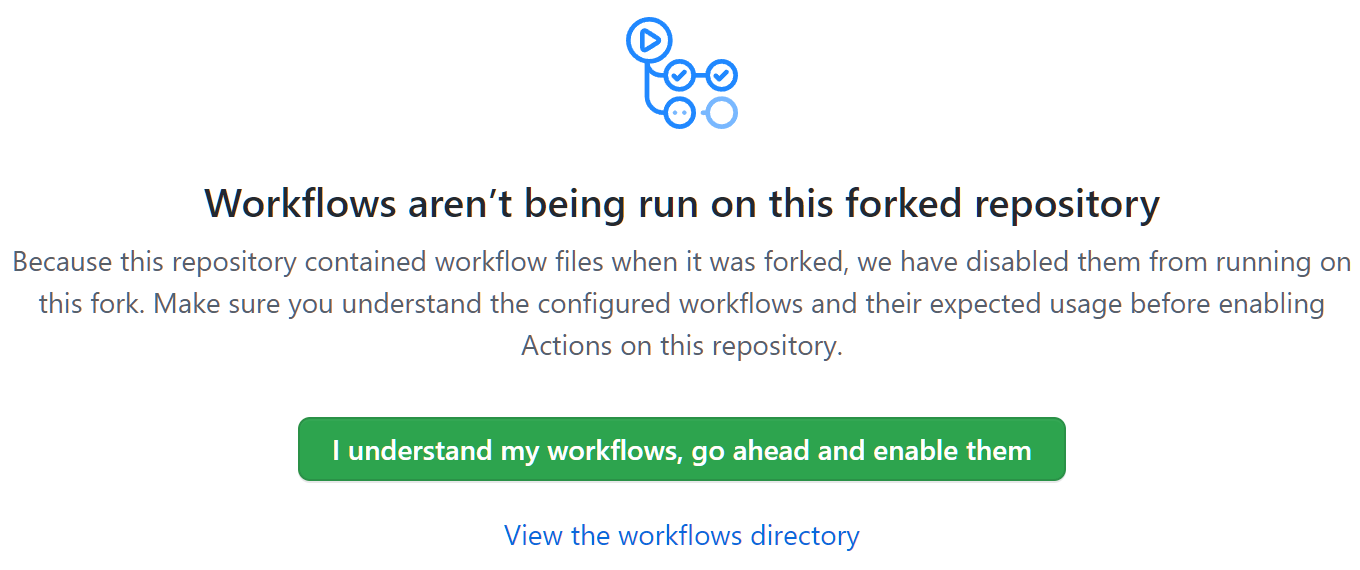 Workflows aren’t being run on this forked repository
Because this repository contained workflow files when it was forked, we have disabled them from running on
this fork. Make sure you understand the configured workflows and their expected usage before enabling
Actions on this repository.
I understand my workflows, go ahead and enable them
View the workflows directory